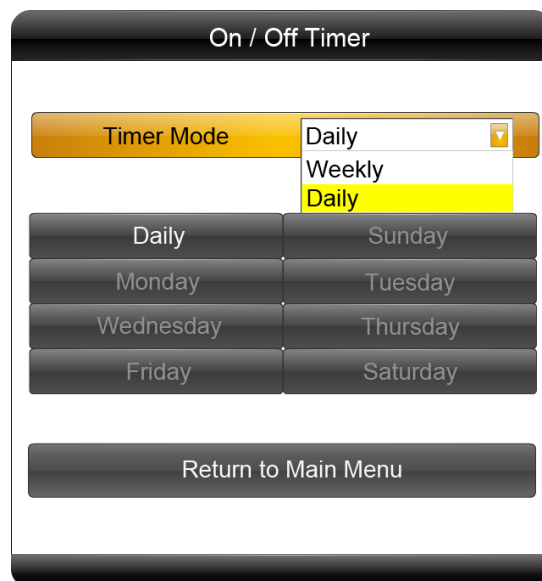 On / Off Timer
Timer Mode Daily
Weekly
Daily
Daily Sunday
Monday Tuesday
Wednesday Thursday
Friday Saturday
Return to Main Menu